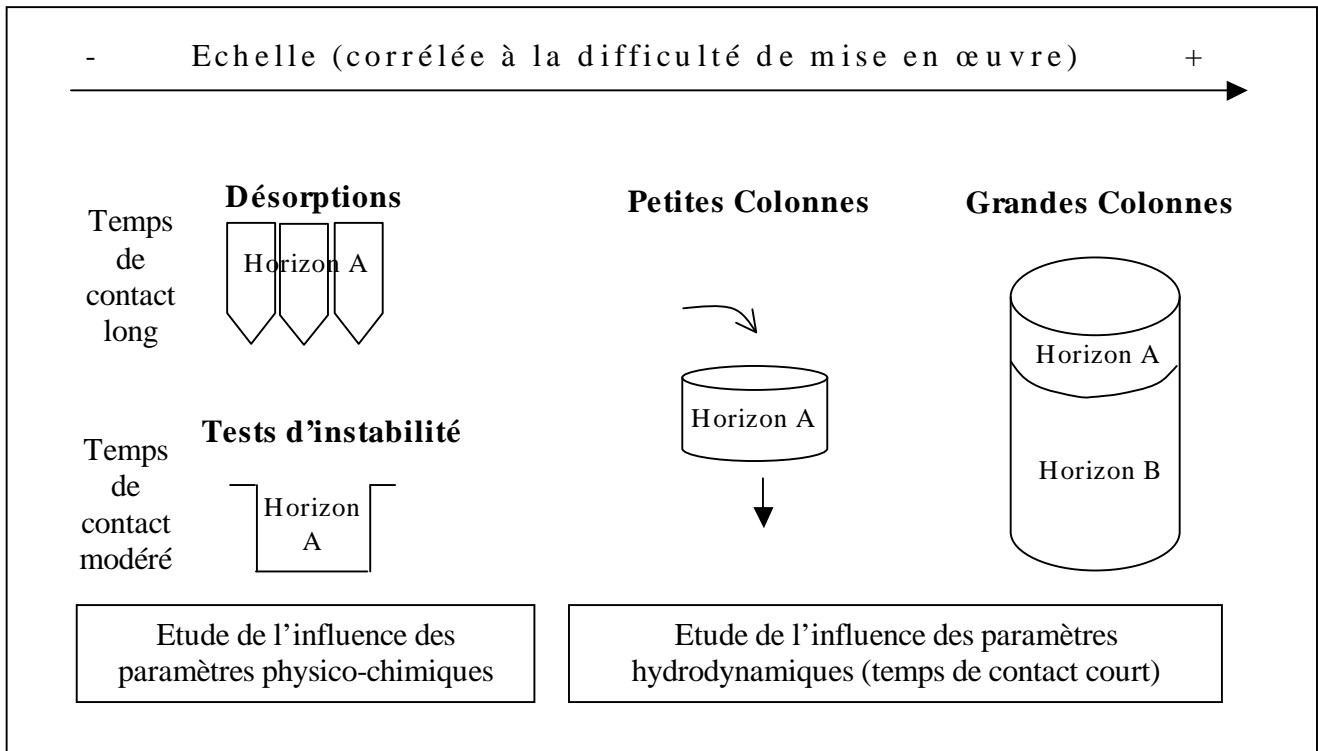 - Echelle (corrélée à la difficulté de mise en œuvre) +
Désorptions
Temps
de
contact
long
Horizon A
Petites Colonnes
Grandes Colonnes
Horizon A
Horizon B
Horizon A
Tests d'instabilité
Temps
de
contact
modéré
Horizon
A
Etude de l'influence des
paramètres physico-chimiques
Etude de l'influence des paramètres
hydrodynamiques (temps de contact court)